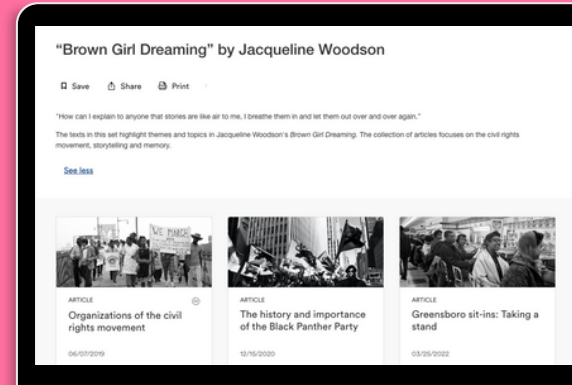 “Brown Girl Dreaming” by Jacqueline Woodson
Save Share Print
“How can I explain to anyone that stories are like air to me, I breathe them in and let them out over and over again.”
The texts in this set highlight themes and topics in Jacqueline Woodson's Brown Girl Dreaming. The collection of articles focuses on the civil rights
movement, storytelling and memory.
See less
WE MARCH
ARTICLE
Organizations of the civil
rights movement
06/07/2019
ARTICLE
The history and importance
of the Black Panther Party
12/15/2020
ARTICLE
Greensboro sit-ins: Taking a
stand
03/25/2022